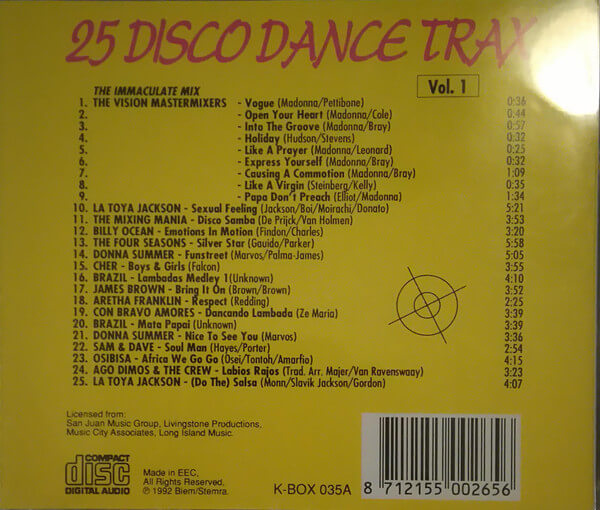 25 DISCO DANCE TRAX
Vol. 1
THE IMMACULATE MIX
1. THE VISION MASTERMIXERS - Vogue (Madonna/Pettibone) 0:36
2. - Open Your Heart (Madonna/Cole) 0:44
3. - Into The Groove (Madonna/Bray) 0:57
4. - Holiday (Hudson/Stevens) 0:32
5. - Like A Prayer (Madonna/Leonard) 0:25
6. - Express Yourself (Madonna/Bray) 0:32
7. - Causing A Commotion (Madonna/Bray) 1:09
8. - Like A Virgin (Steinberg/Kelly) 0:35
9. - Papa Don't Preach (Elliot/Madonna) 1:34
10. LA TOYA JACKSON - Sexual Feeling (Jackson/Boi/Moirachi/Donato) 5:21
11. THE MIXING MANIA - Disco Samba (De Prijck/Van Holmen) 3:53
12. BILLY OCEAN - Emotions In Motion (Findon/Charles) 3:20
13. THE FOUR SEASONS - Silver Star (Gauido/Parker) 5:58
14. DONNA SUMMER - Funstreet (Marvos/Palma-James) 5:05
15. CHER - Boys & Girls (Falcon) 3:55
16. BRAZIL - Lambadas Medley 1(Unknown) 4:10
17. JAMES BROWN - Bring It On (Brown/Brown) 3:52
18. ARETHA FRANKLIN - Respect (Redding) 2:25
19. CON BRAVO AMORES - Dancando Lambada (Ze Maria) 3:39
20. BRAZIL - Mata Papai (Unknown) 3:39
21. DONNA SUMMER - Nice To See You (Marvos) 3:36
22. SAM & DAVE - Soul Man (Hayes/Porter) 2:54
23. OSIBISA - Africa We Go Go (Osei/Tontoh/Amarfio) 4:15
24. AGO DIMOS & THE CREW - Labios Rajos (Trad. Arr. Major/Van Ravenswaay) 3:23
25. LA TOYA JACKSON - (Do The) Salsa (Monn/Slavik Jackson/Gordon) 4:07
Licensed from:
San Juan Music Group, Livingstone Productions,
Music City Associates, Long Island Music.
COMPACT
disc
DIGITAL AUDIO
Made in EEC.
All Rights Reserved.
℗ 1992 Biem/Stemra.
K-BOX 035A
8 712155 002656